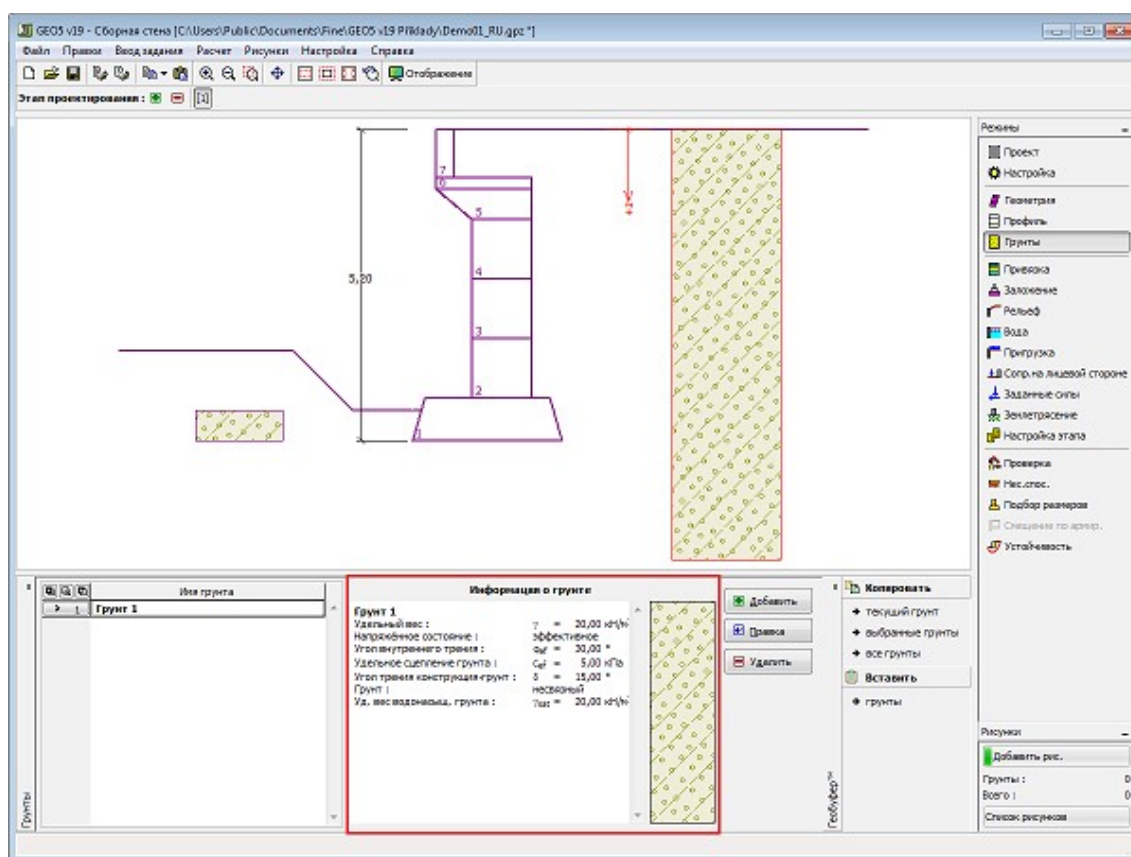 GEO5 v19 - Сборная стена [C:\Users\Public\Documents\Fine\GEO5 v19 Příklady\Demo01_RU.gpz *]
Файл Правки Ввод задания Расчет Рисунки Настройка Справка
Отображение
Этап проектирования : [1]
Режимы
Проект
Настройка
Геометрия
Профиль
Грунты
Привязка
Заложение
Рельеф
Вода
Пригрузка
Сопр.на лицевой стороне
Заданные силы
Землетрясение
Настройка этапа
Проверка
Нес.спос.
Подбор размеров
Смещение по армир.
Устойчивость
7
6
5
4
3
2
1
5,20
+z
Имя грунта
1 Грунт 1
Грунты
Информация о грунте
Грунт 1
Удельный вес : γ = 20,00 кН/м
Напряжённое состояние : эффективное
Угол внутреннего трения : φef = 30,00 °
Удельное сцепление грунта : cef = 5,00 кПа
Угол трения конструкция-грунт : δ = 15,00 °
Грунт : несвязный
Уд. вес водонасыщ. грунта : γsat = 20,00 кН/м
Добавить
Правка
Удалить
Геобуфер™
Копировать
текущий грунт
выбранные грунты
все грунты
Вставить
грунты
Рисунки
Добавить рис.
Грунты : 0
Всего : 0
Список рисунков